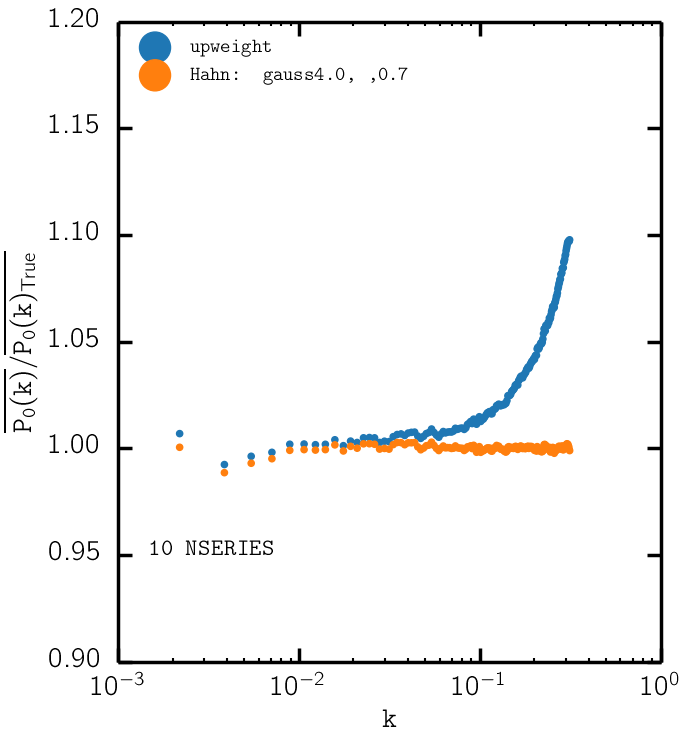 1.20
upweight
Hahn: gauss4.0, ,0.7
1.15
1.10
1.05
1.00
0.95
0.90
10 NSERIES
P₀(k)/P₀(k)True
10⁻³ 10⁻² 10⁻¹ 10⁰
k